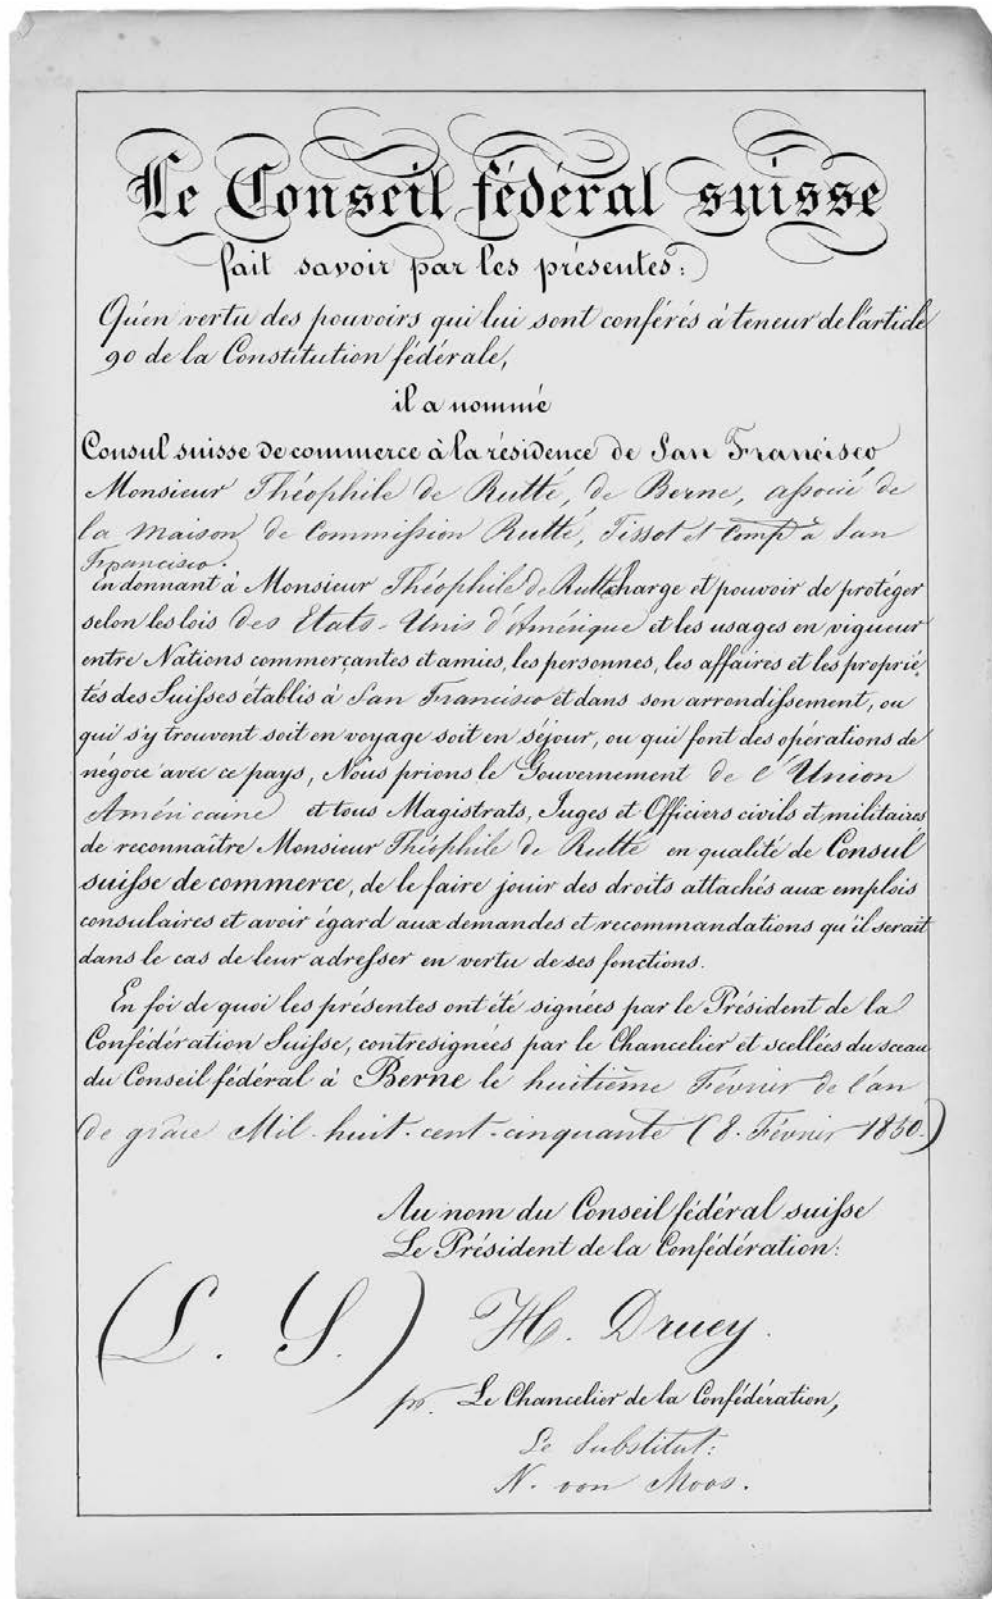 Le Conseil fédéral suisse
fait savoir par les présentes:
Qu'en vertu des pouvoirs qui lui sont conférés à teneur de l'article
90 de la Constitution fédérale,
il a nommé
Consul suisse de commerce à la résidence de San Francisco
Monsieur Théophile de Rutté, de Berne, associé de
la maison de Commission Rutté, Tissot et Comp.e à San
Francisco.
En donnant à Monsieur Théophile de Rutté charge et pouvoir de protéger
selon les lois des Etats-Unis d'Amérique et les usages en vigueur
entre Nations commerçantes et amies, les personnes, les affaires et les proprié-
tés des Suisses établis à San Francisco et dans son arrondissement, ou
qui s'y trouvent soit en voyage soit en séjour, ou qui font des opérations de
négoce avec ce pays, Nous prions le Gouvernement de l'Union
Américaine et tous Magistrats, Juges et Officiers civils et militaires
de reconnaître Monsieur Théophile de Rutté en qualité de Consul
suisse de commerce, de le faire jouir des droits attachés aux emplois
consulaires et avoir égard aux demandes et recommandations qu'il serait
dans le cas de leur adresser en vertu de ses fonctions.
En foi de quoi les présentes ont été signées par le Président de la
Confédération Suisse, contresignées par le Chancelier et scellées du sceau
du Conseil fédéral à Berne le huitième Février de l'an
de grâce Mil-huit-cent-cinquante (8. Février 1850.)
Au nom du Conseil fédéral suisse
Le Président de la Confédération:
(L. S.) H. Druey.
pr. Le Chancelier de la Confédération,
Le Substitut:
N. von Moos.